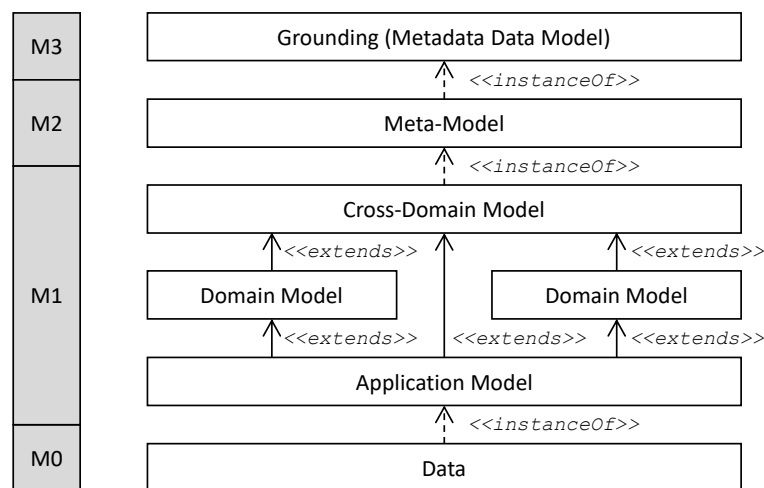 M3
Grounding (Metadata Data Model)
<<instanceOf>>
M2
Meta-Model
<<instanceOf>>
M1
Cross-Domain Model
<<extends>>
<<extends>>
Domain Model
Domain Model
<<extends>>
<<extends>>
<<extends>>
Application Model
<<instanceOf>>
M0
Data